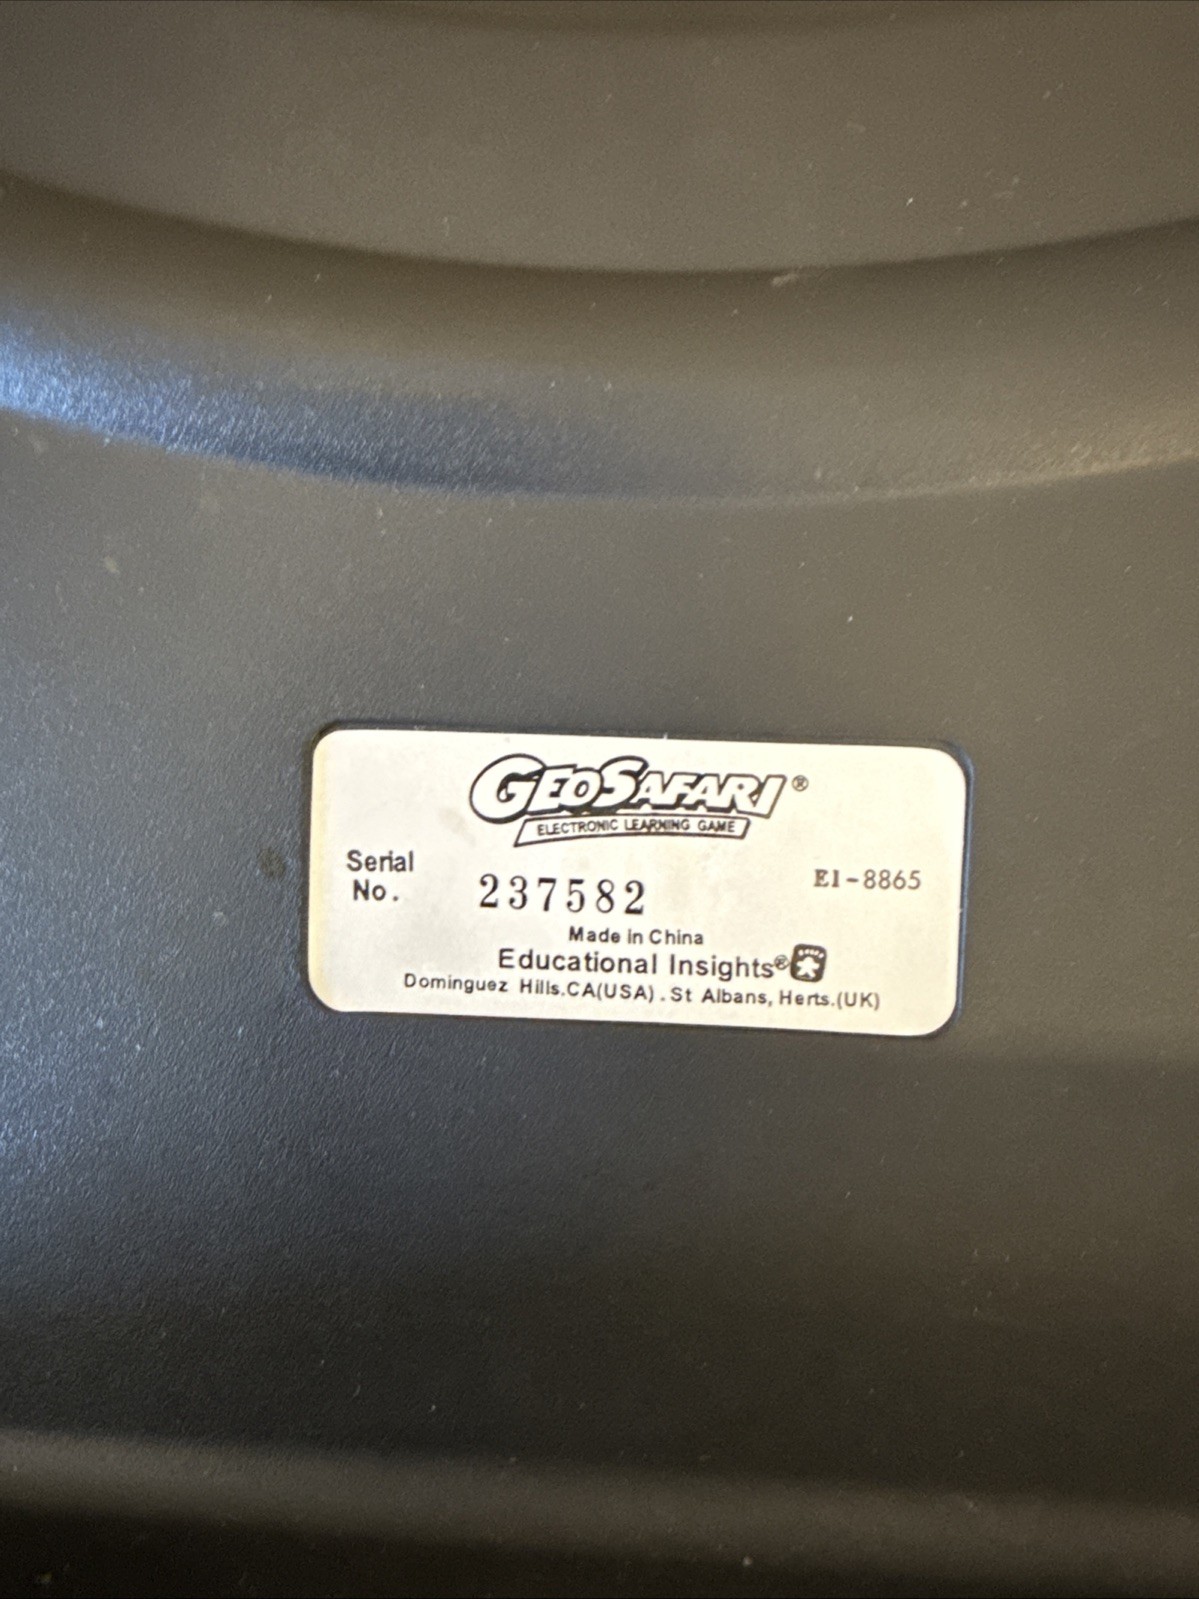 GEOSAFARI®
ELECTRONIC LEARNING GAME
Serial No. 237582 EI-8865
Made in China
Educational Insights®
Dominguez Hills.CA(USA). St Albans, Herts.(UK)